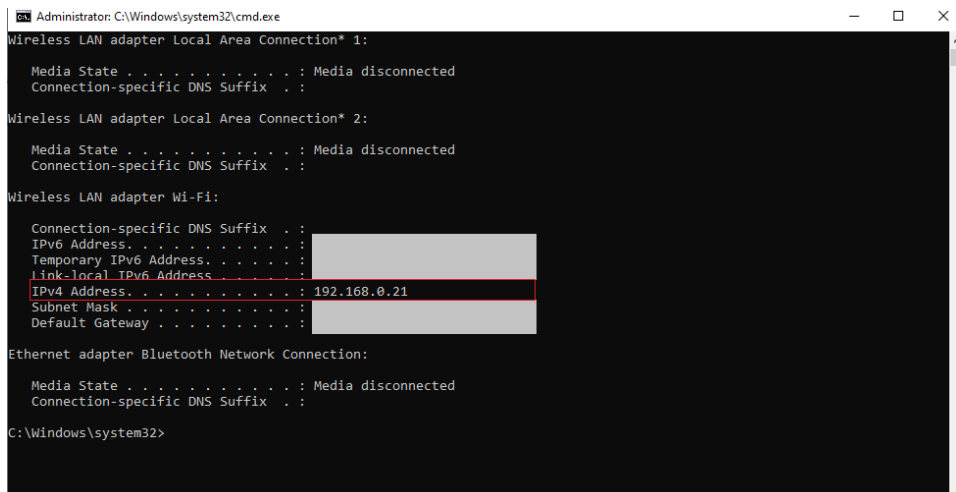 Administrator: C:\Windows\system32\cmd.exe
Wireless LAN adapter Local Area Connection* 1:
Media State . . . . . . . . . . . : Media disconnected
Connection-specific DNS Suffix  . :
Wireless LAN adapter Local Area Connection* 2:
Media State . . . . . . . . . . . : Media disconnected
Connection-specific DNS Suffix  . :
Wireless LAN adapter Wi-Fi:
Connection-specific DNS Suffix  . :
IPv6 Address. . . . . . . . . . . :
Temporary IPv6 Address. . . . . . :
Link-local IPv6 Address . . . . . :
IPv4 Address. . . . . . . . . . . : 192.168.0.21
Subnet Mask . . . . . . . . . . . :
Default Gateway . . . . . . . . . :
Ethernet adapter Bluetooth Network Connection:
Media State . . . . . . . . . . . : Media disconnected
Connection-specific DNS Suffix  . :
C:\Windows\system32>